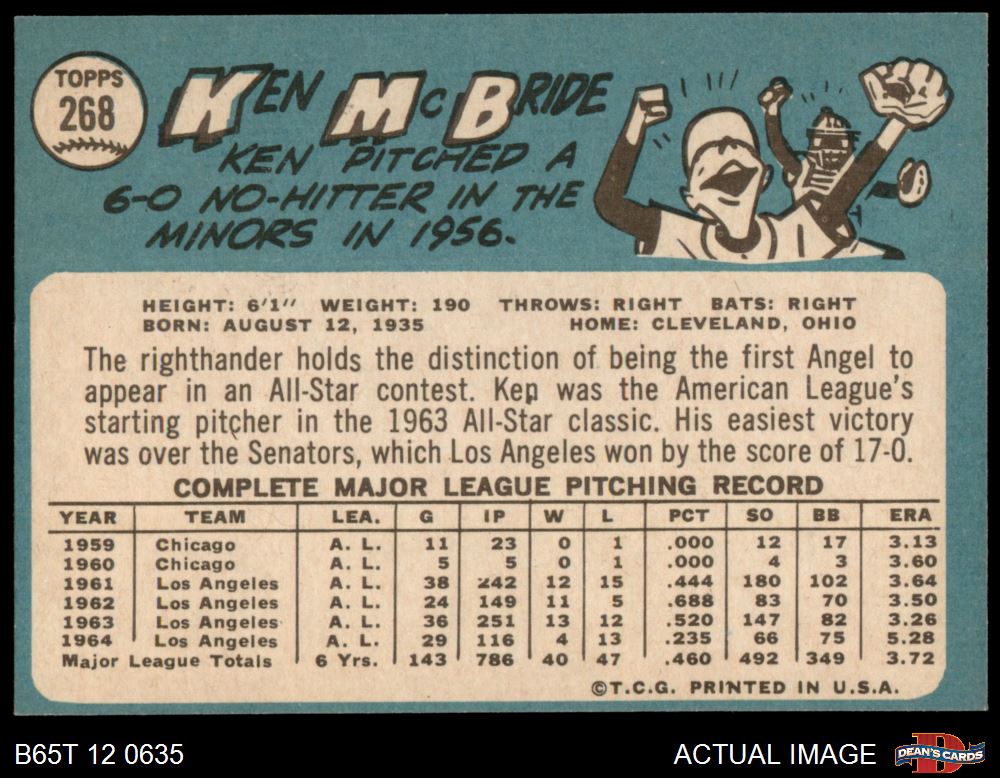 TOPPS
268
KEN McBRIDE
KEN PITCHED A
6-0 NO-HITTER IN THE
MINORS IN 1956.
HEIGHT: 6'1" WEIGHT: 190 THROWS: RIGHT BATS: RIGHT
BORN: AUGUST 12, 1935 HOME: CLEVELAND, OHIO
The righthander holds the distinction of being the first Angel to
appear in an All-Star contest. Ken was the American League's
starting pitcher in the 1963 All-Star classic. His easiest victory
was over the Senators, which Los Angeles won by the score of 17-0.
COMPLETE MAJOR LEAGUE PITCHING RECORD
YEAR TEAM LEA. G IP W L PCT SO BB ERA
1959 Chicago A. L. 11 23 0 1 .000 12 17 3.13
1960 Chicago A. L. 5 5 0 1 .000 4 3 3.60
1961 Los Angeles A. L. 38 242 12 15 .444 180 102 3.64
1962 Los Angeles A. L. 24 149 11 5 .688 83 70 3.50
1963 Los Angeles A. L. 36 251 13 12 .520 147 82 3.26
1964 Los Angeles A. L. 29 116 4 13 .235 66 75 5.28
Major League Totals 6 Yrs. 143 786 40 47 .460 492 349 3.72
©T.C.G. PRINTED IN U.S.A.
B65T 12 0635 ACTUAL IMAGE DEAN'S CARDS